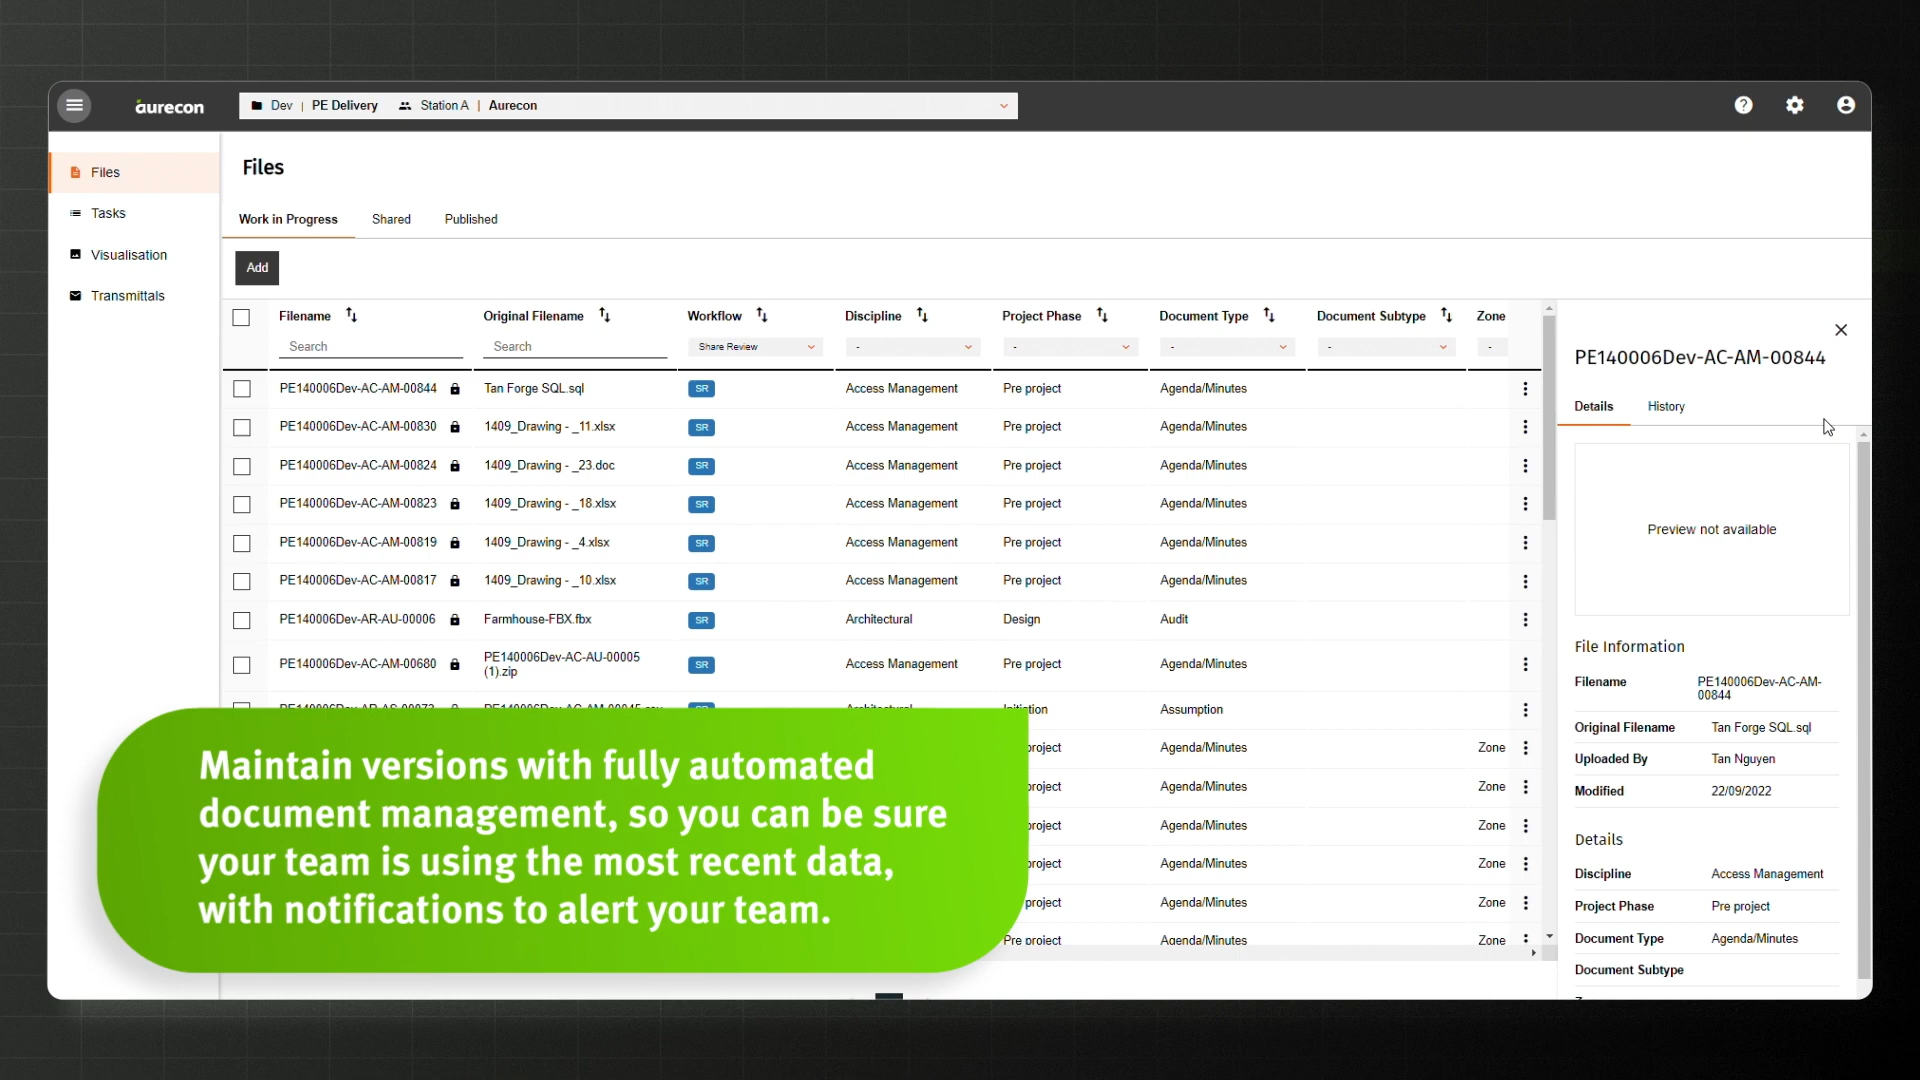 aurecon
Dev | PE Delivery Station A | Aurecon
Files
Tasks
Visualisation
Transmittals
Files
Work in Progress Shared Published
Add
Filename Original Filename Workflow Discipline Project Phase Document Type Document Subtype Zone
Search Search Share Review - - - - -
PE140006Dev-AC-AM-00844 Tan Forge SQL.sql SR Access Management Pre project Agenda/Minutes
PE140006Dev-AC-AM-00830 1409_Drawing - _11.xlsx SR Access Management Pre project Agenda/Minutes
PE140006Dev-AC-AM-00824 1409_Drawing - _23.doc SR Access Management Pre project Agenda/Minutes
PE140006Dev-AC-AM-00823 1409_Drawing - _18.xlsx SR Access Management Pre project Agenda/Minutes
PE140006Dev-AC-AM-00819 1409_Drawing - _4.xlsx SR Access Management Pre project Agenda/Minutes
PE140006Dev-AC-AM-00817 1409_Drawing - _10.xlsx SR Access Management Pre project Agenda/Minutes
PE140006Dev-AR-AU-00006 Farmhouse-FBX.fbx SR Architectural Design Audit
PE140006Dev-AC-AM-00680 PE140006Dev-AC-AU-00005 (1).zip SR Access Management Pre project Agenda/Minutes
Assumption
project Agenda/Minutes Zone
project Agenda/Minutes Zone
project Agenda/Minutes Zone
project Agenda/Minutes Zone
project Agenda/Minutes Zone
Pre project Agenda/Minutes Zone
Maintain versions with fully automated
document management, so you can be sure
your team is using the most recent data,
with notifications to alert your team.
PE140006Dev-AC-AM-00844
Details History
Preview not available
File Information
Filename PE140006Dev-AC-AM-
00844
Original Filename Tan Forge SQL.sql
Uploaded By Tan Nguyen
Modified 22/09/2022
Details
Discipline Access Management
Project Phase Pre project
Document Type Agenda/Minutes
Document Subtype